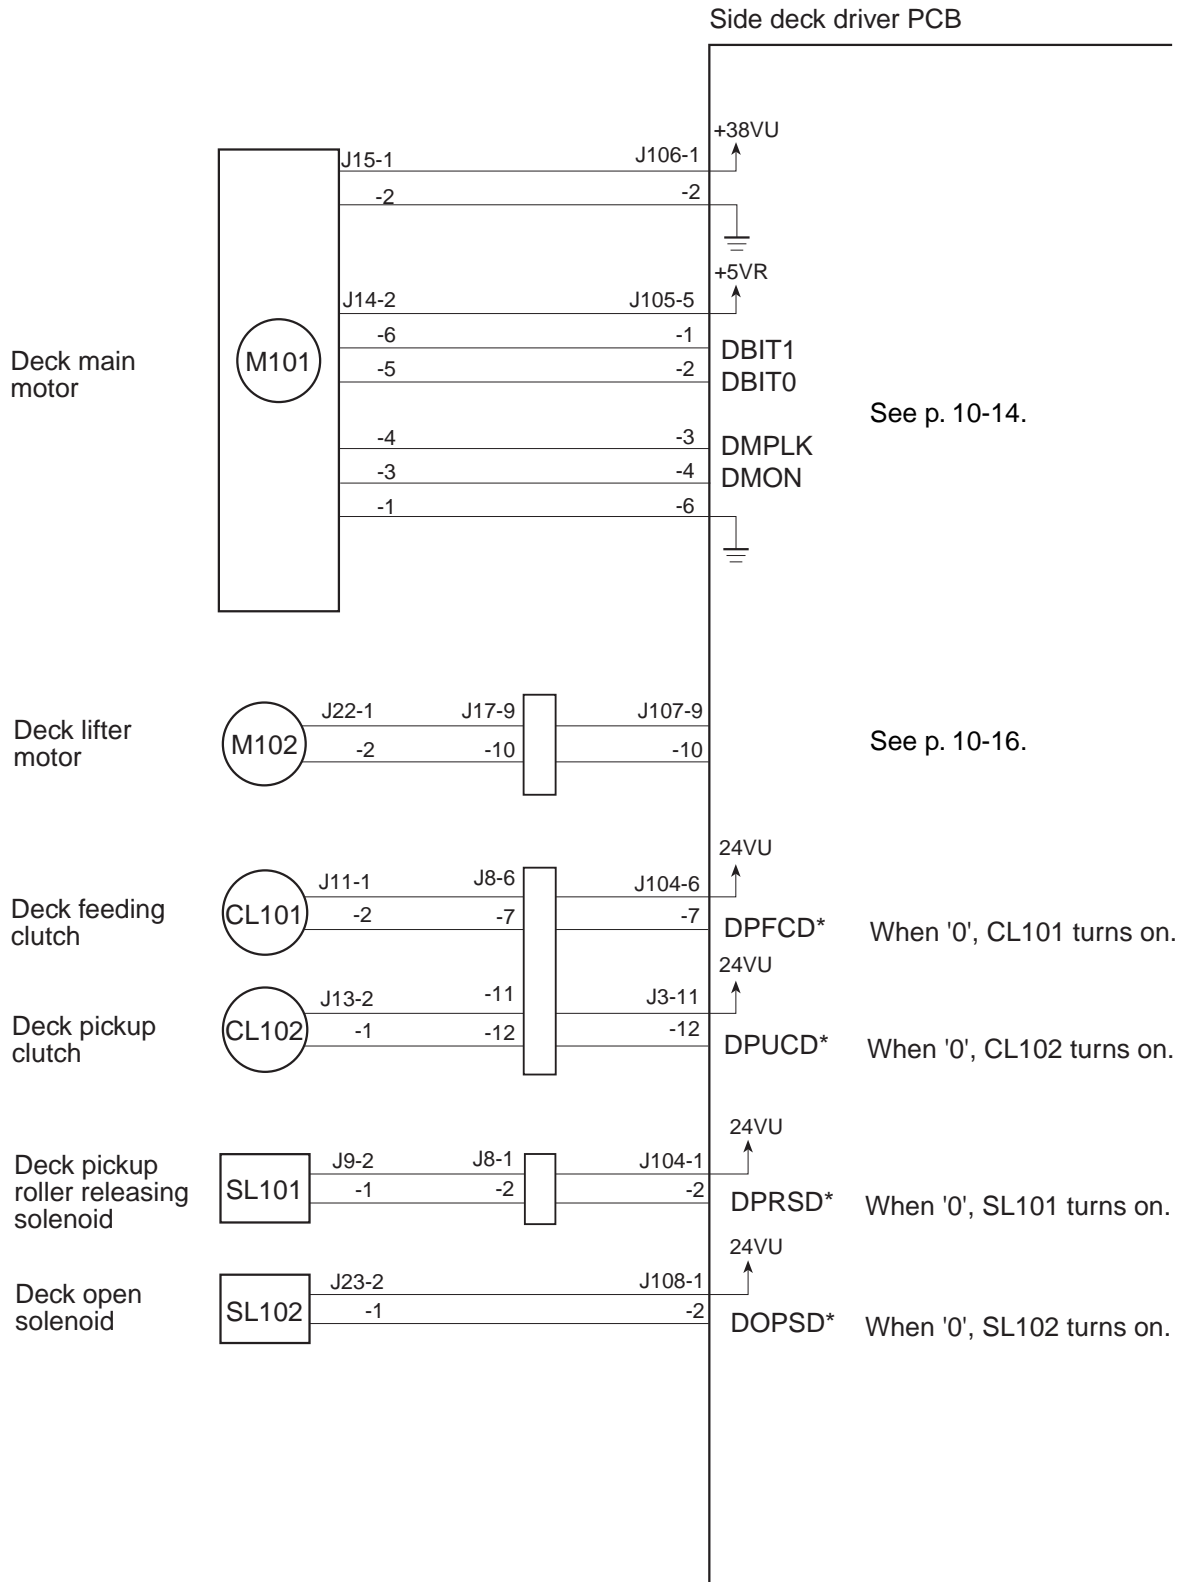 Side deck driver PCB
+38VU
J15-1 J106-1
-2 -2
+5VR
J14-2 J105-5
-6 -1 DBIT1
-5 -2 DBIT0
Deck main
motor
M101
See p. 10-14.
-4 -3 DMPLK
-3 -4 DMON
-1 -6
Deck lifter
motor
M102
J22-1 J17-9 J107-9
-2 -10 -10
See p. 10-16.
24VU
Deck feeding
clutch
CL101
J11-1 J8-6 J104-6
-2 -7 -7
DPFCD* When '0', CL101 turns on.
24VU
Deck pickup
clutch
CL102
J13-2 -11 J3-11
-1 -12 -12
DPUCD* When '0', CL102 turns on.
24VU
Deck pickup
roller releasing
solenoid
SL101
J9-2 J8-1 J104-1
-1 -2 -2
DPRSD* When '0', SL101 turns on.
24VU
Deck open
solenoid
SL102
J23-2 J108-1
-1 -2
DOPSD* When '0', SL102 turns on.